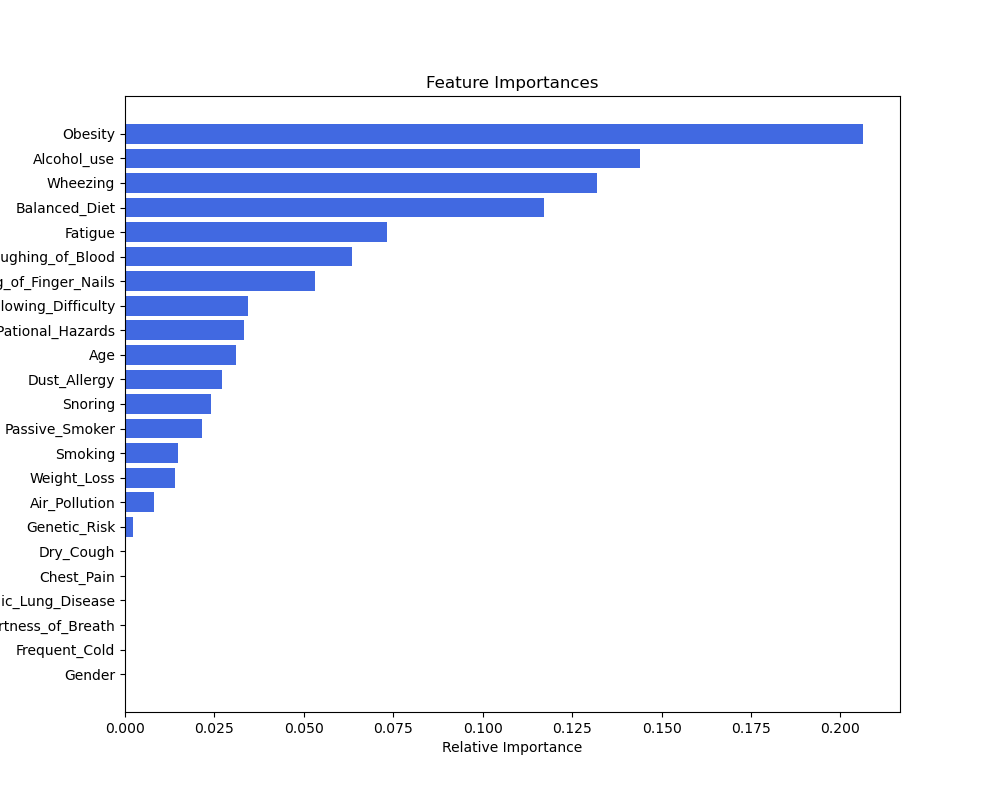 Feature Importances
Obesity
Alcohol_use
Wheezing
Balanced_Diet
Fatigue
ughing_of_Blood
g_of_Finger_Nails
lowing_Difficulty
Pational_Hazards
Age
Dust_Allergy
Snoring
Passive_Smoker
Smoking
Weight_Loss
Air_Pollution
Genetic_Risk
Dry_Cough
Chest_Pain
ic_Lung_Disease
rtness_of_Breath
Frequent_Cold
Gender
0.000 0.025 0.050 0.075 0.100 0.125 0.150 0.175 0.200
Relative Importance